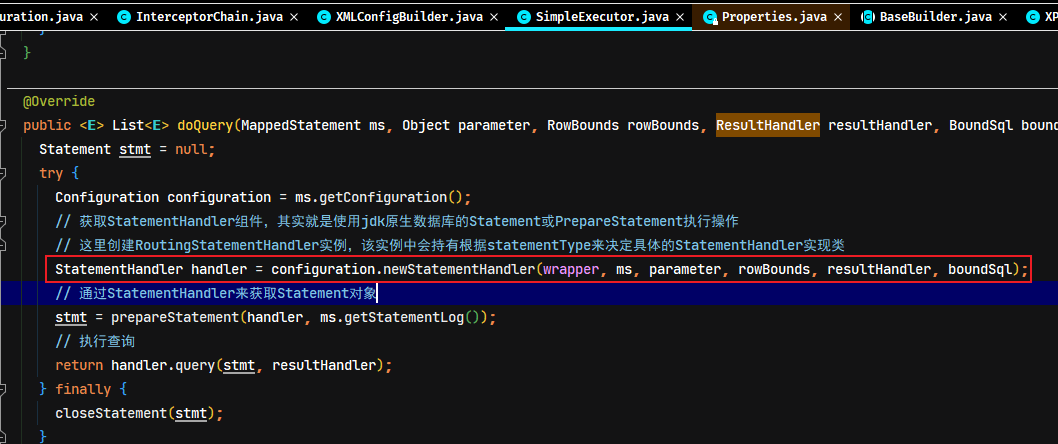 uration.java × InterceptorChain.java × XMLConfigBuilder.java × SimpleExecutor.java × Properties.java × BaseBuilder.java × XP
}
}
@Override
public <E> List<E> doQuery(MappedStatement ms, Object parameter, RowBounds rowBounds, ResultHandler resultHandler, BoundSql boun
Statement stmt = null;
try {
Configuration configuration = ms.getConfiguration();
// 获取StatementHandler组件，其实就是使用jdk原生数据库的Statement或PrepareStatement执行操作
// 这里创建RoutingStatementHandler实例，该实例中会持有根据statementType来决定具体的StatementHandler实现类
StatementHandler handler = configuration.newStatementHandler(wrapper, ms, parameter, rowBounds, resultHandler, boundSql);
// 通过StatementHandler来获取Statement对象
stmt = prepareStatement(handler, ms.getStatementLog());
// 执行查询
return handler.query(stmt, resultHandler);
} finally {
closeStatement(stmt);
}